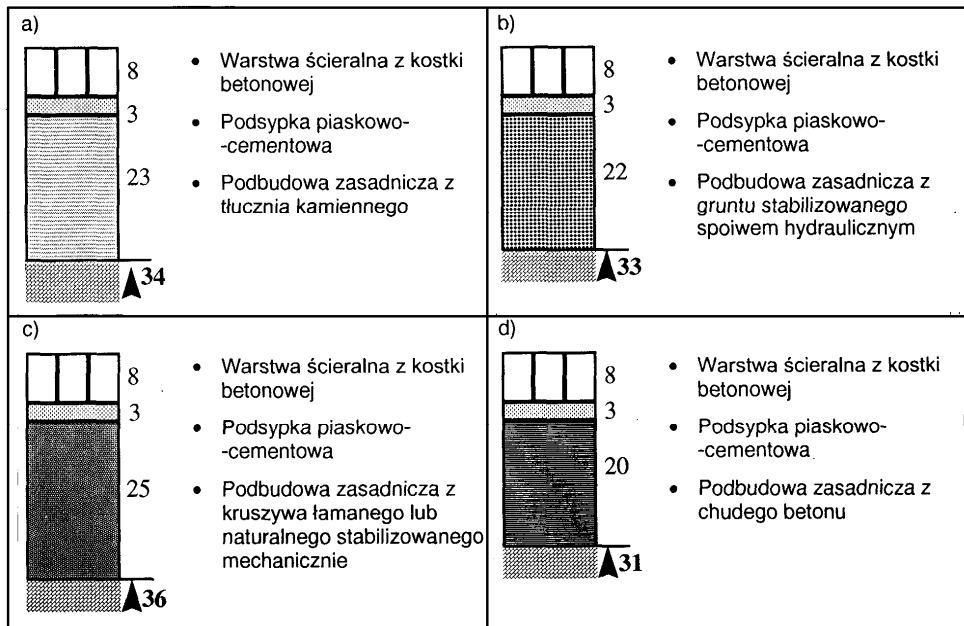 a)
8
3
23
34
• Warstwa ścieralna z kostki
betonowej
• Podsypka piaskowo-
-cementowa
• Podbudowa zasadnicza z
tłucznia kamiennego
b)
8
3
22
33
• Warstwa ścieralna z kostki
betonowej
• Podsypka piaskowo-
-cementowa
• Podbudowa zasadnicza z
gruntu stabilizowanego
spoiwem hydraulicznym
c)
8
3
25
36
• Warstwa ścieralna z kostki
betonowej
• Podsypka piaskowo-
-cementowa
• Podbudowa zasadnicza z
kruszywa łamanego lub
naturalnego stabilizowanego
mechanicznie
d)
8
3
20
31
• Warstwa ścieralna z kostki
betonowej
• Podsypka piaskowo-
-cementowa
• Podbudowa zasadnicza z
chudego betonu